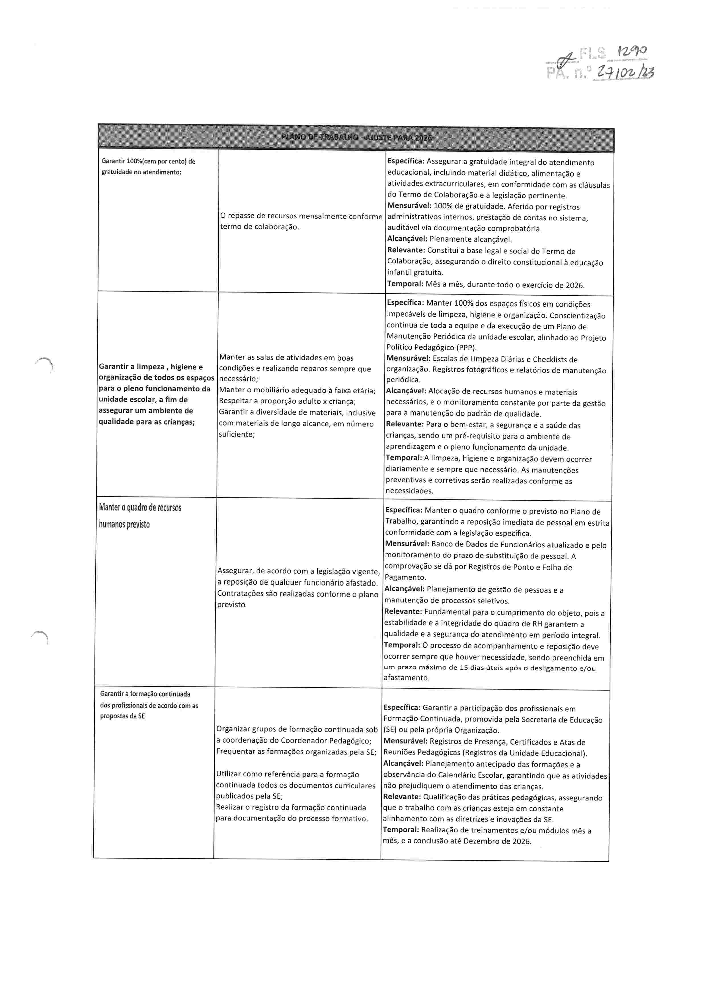 FLS 1290
PA. n.º 27102/23
PLANO DE TRABALHO - AJUSTE PARA 2026
Garantir 100%(cem por cento) de
gratuidade no atendimento;
O repasse de recursos mensalmente conforme
termo de colaboração.
Específica: Assegurar a gratuidade integral do atendimento
educacional, incluindo material didático, alimentação e
atividades extracurriculares, em conformidade com as cláusulas
do Termo de Colaboração e a legislação pertinente.
Mensurável: 100% de gratuidade. Aferido por registros
administrativos internos, prestação de contas no sistema,
auditável via documentação comprobatória.
Alcançável: Plenamente alcançável.
Relevante: Constitui a base legal e social do Termo de
Colaboração, assegurando o direito constitucional à educação
infantil gratuita.
Temporal: Mês a mês, durante todo o exercício de 2026.
Garantir a limpeza , higiene e
organização de todos os espaços
para o pleno funcionamento da
unidade escolar, a fim de
assegurar um ambiente de
qualidade para as crianças;
Manter as salas de atividades em boas
condições e realizando reparos sempre que
necessário;
Manter o mobiliário adequado à faixa etária;
Respeitar a proporção adulto x criança;
Garantir a diversidade de materiais, inclusive
com materiais de longo alcance, em número
suficiente;
Específica: Manter 100% dos espaços físicos em condições
impecáveis de limpeza, higiene e organização. Conscientização
contínua de toda a equipe e da execução de um Plano de
Manutenção Periódica da unidade escolar, alinhado ao Projeto
Político Pedagógico (PPP).
Mensurável: Escalas de Limpeza Diárias e Checklists de
organização. Registros fotográficos e relatórios de manutenção
periódica.
Alcançável: Alocação de recursos humanos e materiais
necessários, e o monitoramento constante por parte da gestão
para a manutenção do padrão de qualidade.
Relevante: Para o bem-estar, a segurança e a saúde das
crianças, sendo um pré-requisito para o ambiente de
aprendizagem e o pleno funcionamento da unidade.
Temporal: A limpeza, higiene e organização devem ocorrer
diariamente e sempre que necessário. As manutenções
preventivas e corretivas serão realizadas conforme as
necessidades.
Manter o quadro de recursos
humanos previsto
Assegurar, de acordo com a legislação vigente,
a reposição de qualquer funcionário afastado.
Contratações são realizadas conforme o plano
previsto
Específica: Manter o quadro conforme o previsto no Plano de
Trabalho, garantindo a reposição imediata de pessoal em estrita
conformidade com a legislação específica.
Mensurável: Banco de Dados de Funcionários atualizado e pelo
monitoramento do prazo de substituição de pessoal. A
comprovação se dá por Registros de Ponto e Folha de
Pagamento.
Alcançável: Planejamento de gestão de pessoas e a
manutenção de processos seletivos.
Relevante: Fundamental para o cumprimento do objeto, pois a
estabilidade e a integridade do quadro de RH garantem a
qualidade e a segurança do atendimento em período integral.
Temporal: O processo de acompanhamento e reposição deve
ocorrer sempre que houver necessidade, sendo preenchida em
um prazo máximo de 15 dias úteis após o desligamento e/ou
afastamento.
Garantir a formação continuada
dos profissionais de acordo com as
propostas da SE
Organizar grupos de formação continuada sob
a coordenação do Coordenador Pedagógico;
Frequentar as formações organizadas pela SE;
Utilizar como referência para a formação
continuada todos os documentos curriculares
publicados pela SE;
Realizar o registro da formação continuada
para documentação do processo formativo.
Específica: Garantir a participação dos profissionais em
Formação Continuada, promovida pela Secretaria de Educação
(SE) ou pela própria Organização.
Mensurável: Registros de Presença, Certificados e Atas de
Reuniões Pedagógicas (Registros da Unidade Educacional).
Alcançável: Planejamento antecipado das formações e a
observância do Calendário Escolar, garantindo que as atividades
não prejudiquem o atendimento das crianças.
Relevante: Qualificação das práticas pedagógicas, assegurando
que o trabalho com as crianças esteja em constante
alinhamento com as diretrizes e inovações da SE.
Temporal: Realização de treinamentos e/ou módulos mês a
mês, e a conclusão até Dezembro de 2026.